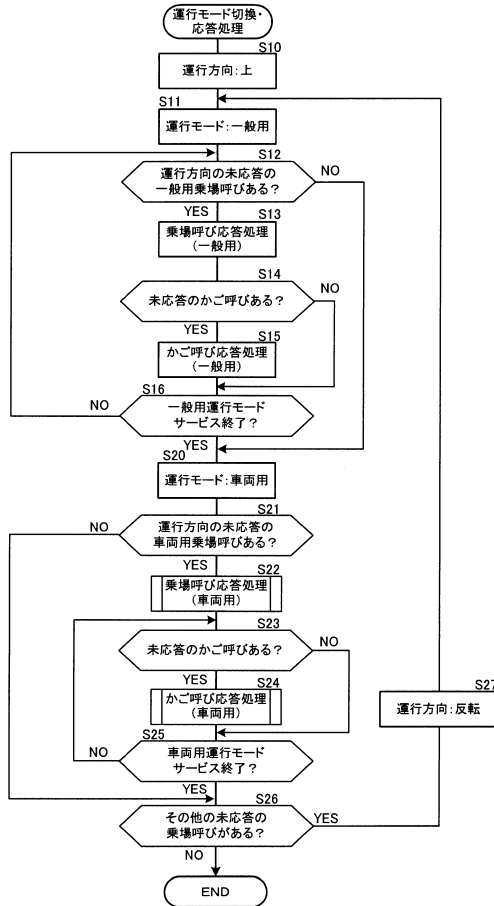 運行モード切換・
応答処理
S10
運行方向：上
S11
運行モード：一般用
S12
運行方向の未応答の
一般用乗場呼びある？
NO
YES
S13
乗場呼び応答処理
(一般用)
S14
未応答のかご呼びある？
NO
YES
S15
かご呼び応答処理
(一般用)
S16
一般用運行モード
サービス終了？
NO
YES
S20
運行モード：車両用
S21
運行方向の未応答の
車両用乗場呼びある？
NO
YES
S22
乗場呼び応答処理
(車両用)
S23
未応答のかご呼びある？
NO
YES
S24
かご呼び応答処理
(車両用)
S27
運行方向：反転
S25
車両用運行モード
サービス終了？
NO
YES
S26
その他の未応答の
乗場呼びがある？
YES
NO
END